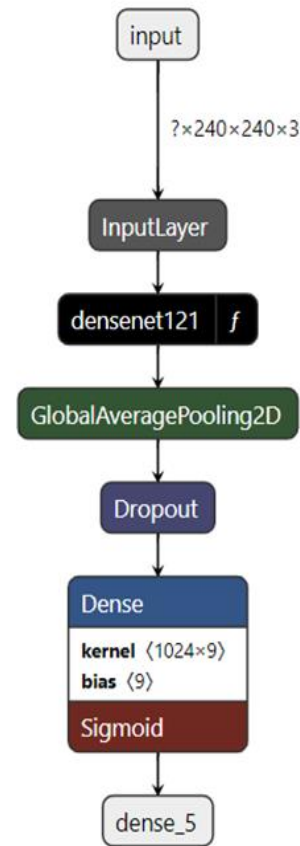 input
?×240×240×3
InputLayer
densenet121 f
GlobalAveragePooling2D
Dropout
Dense
kernel ⟨1024×9⟩
bias ⟨9⟩
Sigmoid
dense_5